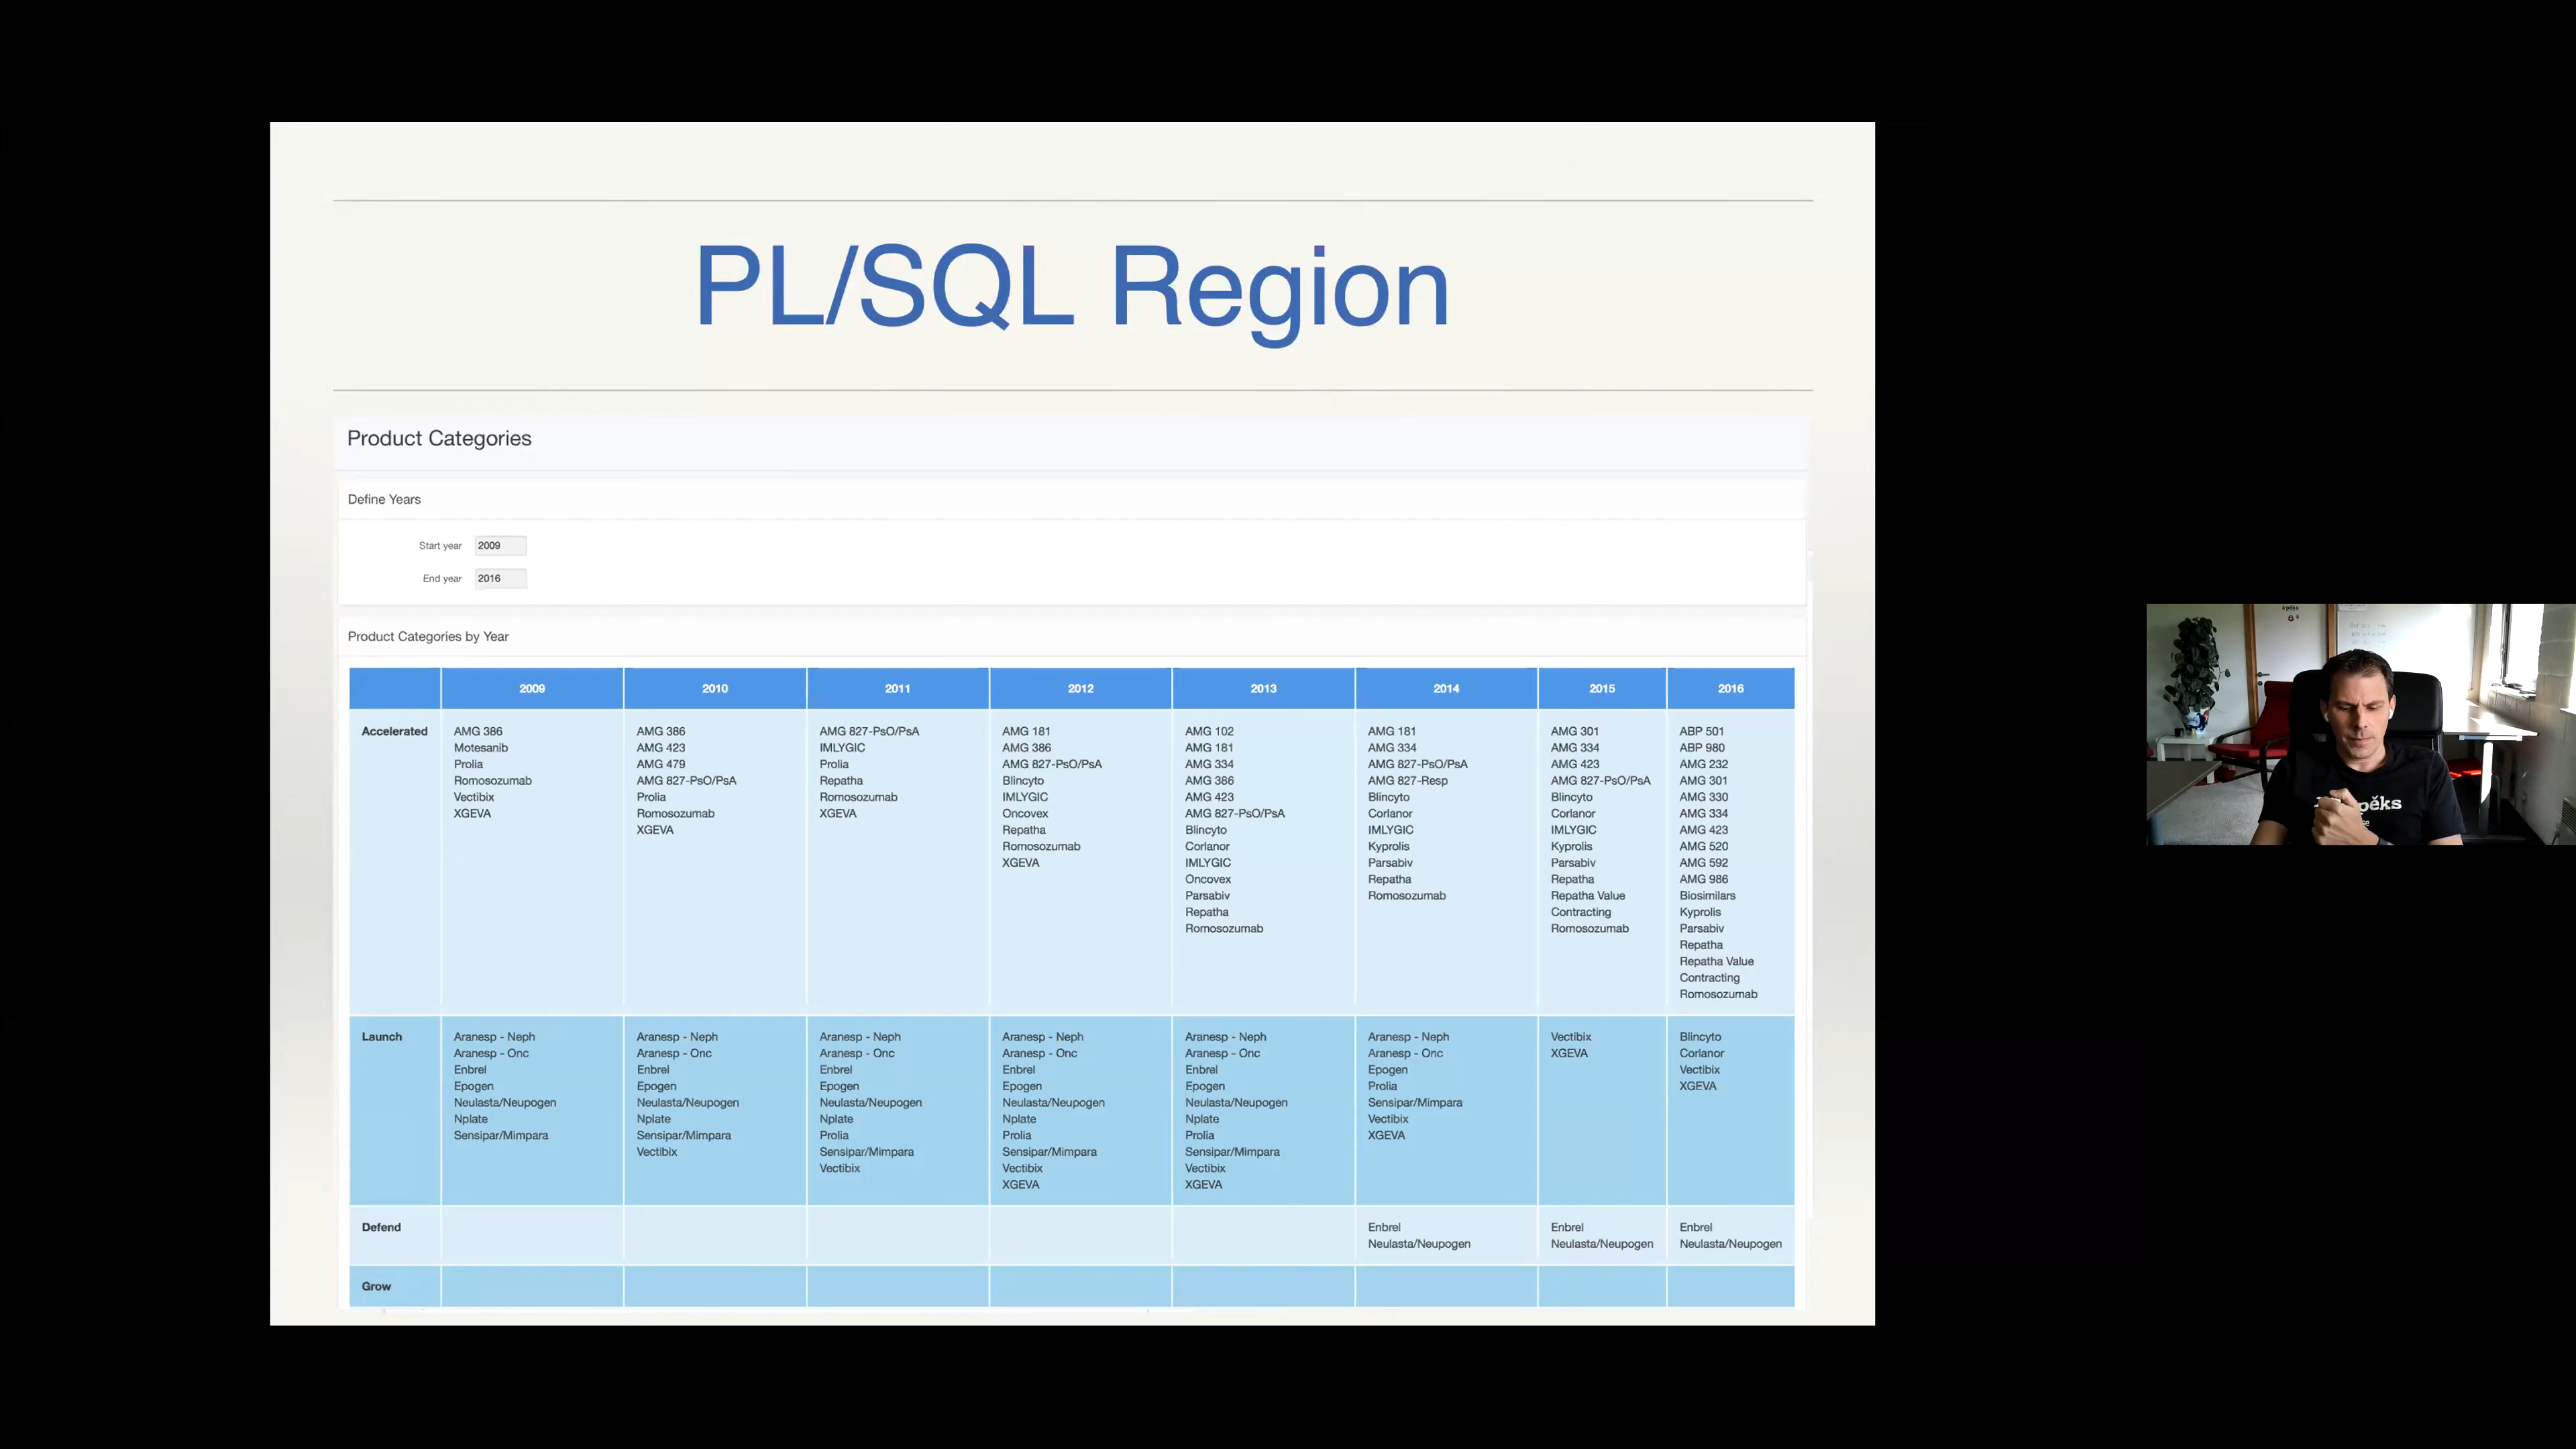 PL/SQL Region
Product Categories
Define Years
Start year 2009
End year 2016
Product Categories by Year
2009 2010 2011 2012 2013 2014 2015 2016
Accelerated
AMG 386
Motesanib
Prolia
Romosozumab
Vectibix
XGEVA
AMG 386
AMG 423
AMG 479
AMG 827-PsO/PsA
Prolia
Romosozumab
XGEVA
AMG 827-PsO/PsA
IMLYGIC
Prolia
Repatha
Romosozumab
XGEVA
AMG 181
AMG 386
AMG 827-PsO/PsA
Blincyto
IMLYGIC
Oncovex
Repatha
Romosozumab
XGEVA
AMG 102
AMG 181
AMG 334
AMG 386
AMG 423
AMG 827-PsO/PsA
Blincyto
Corlanor
IMLYGIC
Oncovex
Parsabiv
Repatha
Romosozumab
AMG 181
AMG 334
AMG 827-PsO/PsA
AMG 827-Resp
Blincyto
Corlanor
IMLYGIC
Kyprolis
Parsabiv
Repatha
Romosozumab
AMG 301
AMG 334
AMG 423
AMG 827-PsO/PsA
Blincyto
Corlanor
IMLYGIC
Kyprolis
Parsabiv
Repatha
Repatha Value
Contracting
Romosozumab
ABP 501
ABP 980
AMG 232
AMG 301
AMG 330
AMG 334
AMG 423
AMG 520
AMG 592
AMG 986
Biosimilars
Kyprolis
Parsabiv
Repatha
Repatha Value
Contracting
Romosozumab
Launch
Aranesp - Neph
Aranesp - Onc
Enbrel
Epogen
Neulasta/Neupogen
Nplate
Sensipar/Mimpara
Aranesp - Neph
Aranesp - Onc
Enbrel
Epogen
Neulasta/Neupogen
Nplate
Sensipar/Mimpara
Vectibix
Aranesp - Neph
Aranesp - Onc
Enbrel
Epogen
Neulasta/Neupogen
Nplate
Prolia
Sensipar/Mimpara
Vectibix
Aranesp - Neph
Aranesp - Onc
Enbrel
Epogen
Neulasta/Neupogen
Nplate
Prolia
Sensipar/Mimpara
Vectibix
XGEVA
Aranesp - Neph
Aranesp - Onc
Enbrel
Epogen
Neulasta/Neupogen
Nplate
Prolia
Sensipar/Mimpara
Vectibix
XGEVA
Aranesp - Neph
Aranesp - Onc
Epogen
Prolia
Sensipar/Mimpara
Vectibix
XGEVA
Vectibix
XGEVA
Blincyto
Corlanor
Vectibix
XGEVA
Defend
Enbrel
Neulasta/Neupogen
Enbrel
Neulasta/Neupogen
Enbrel
Neulasta/Neupogen
Grow